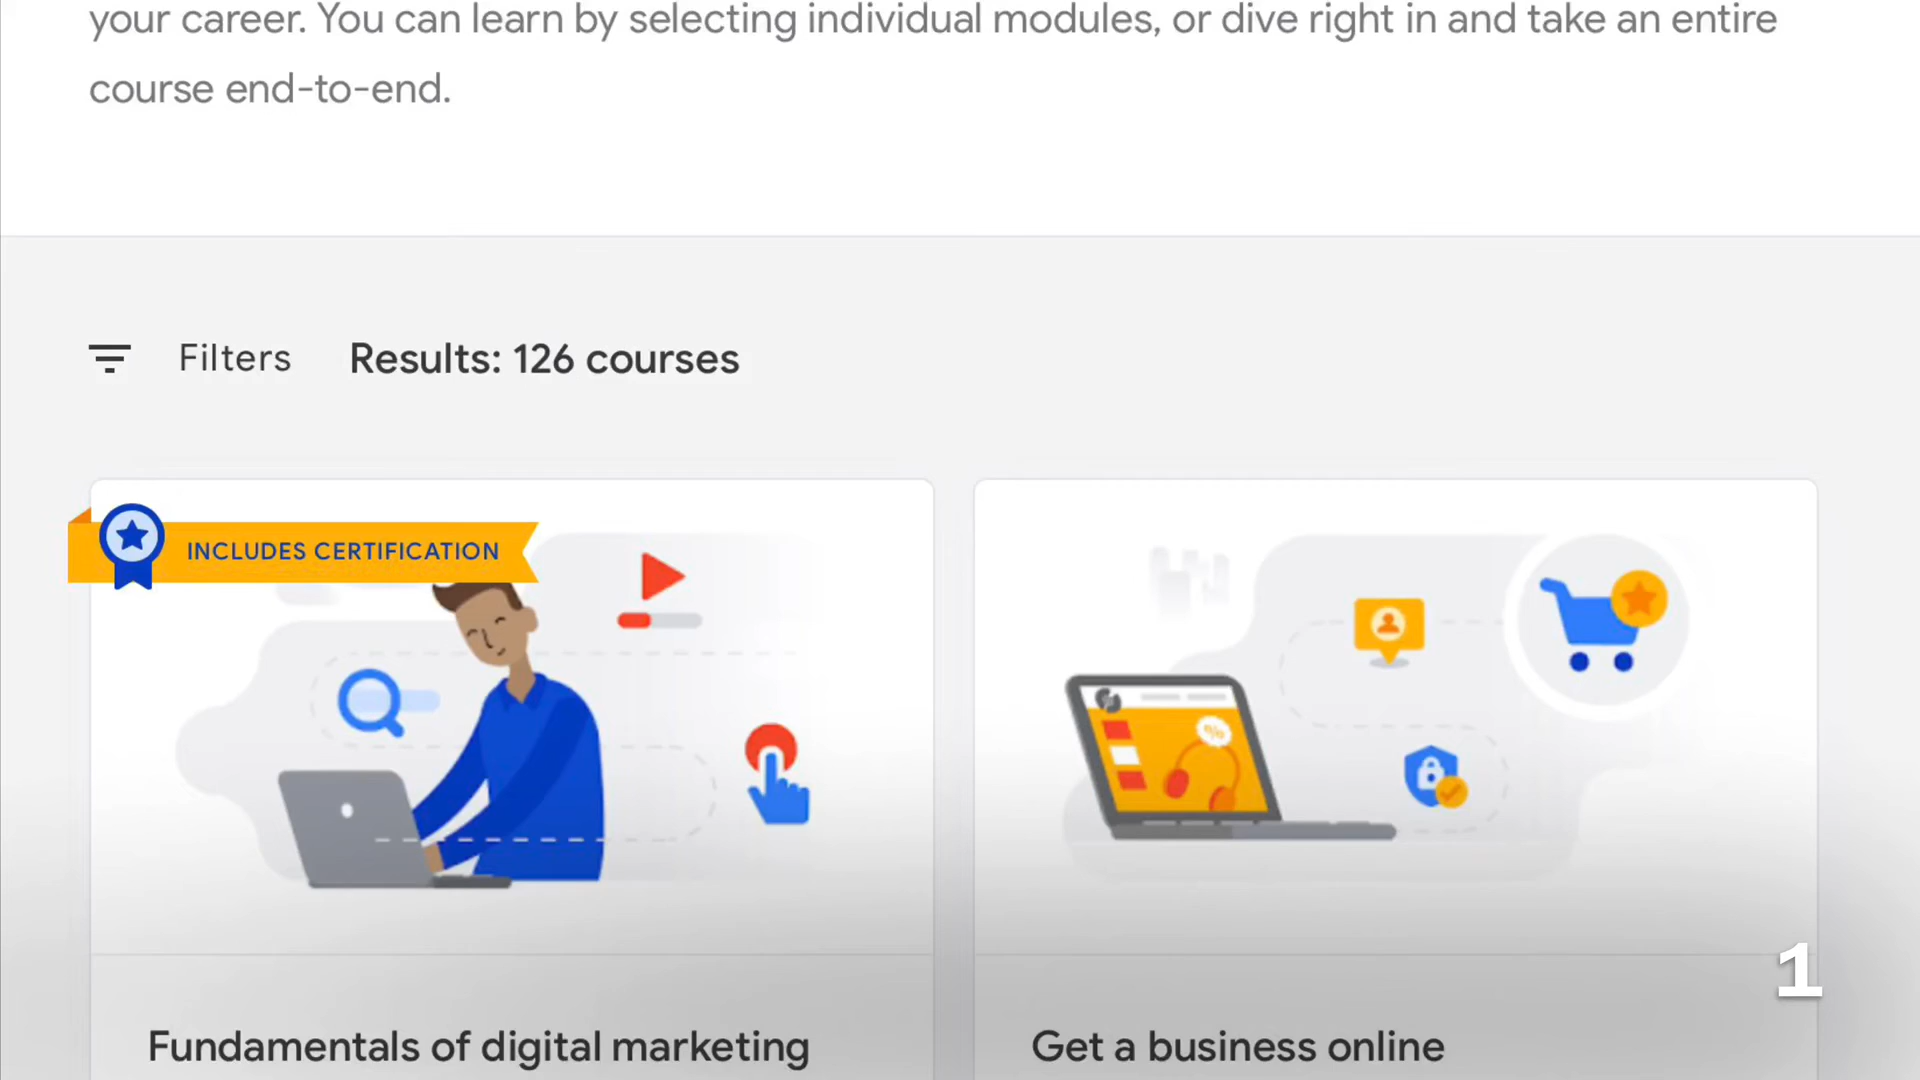 your career. You can learn by selecting individual modules, or dive right in and take an entire
course end-to-end.
Filters Results: 126 courses
INCLUDES CERTIFICATION
%
Fundamentals of digital marketing
Get a business online
1